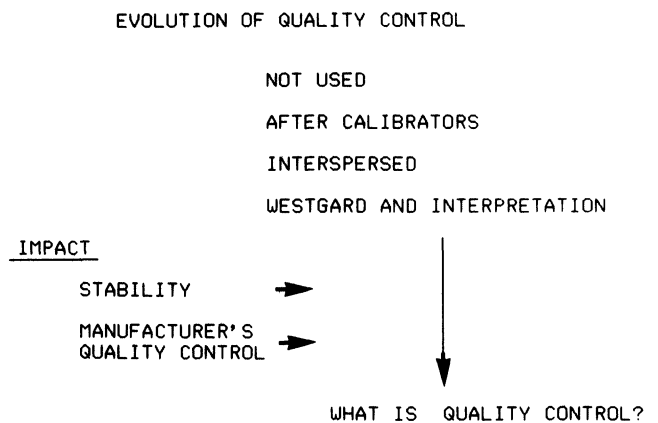 EVOLUTION OF QUALITY CONTROL
NOT USED
AFTER CALIBRATORS
INTERSPERSED
WESTGARD AND INTERPRETATION
IMPACT
STABILITY
MANUFACTURER'S
QUALITY CONTROL
WHAT IS QUALITY CONTROL?